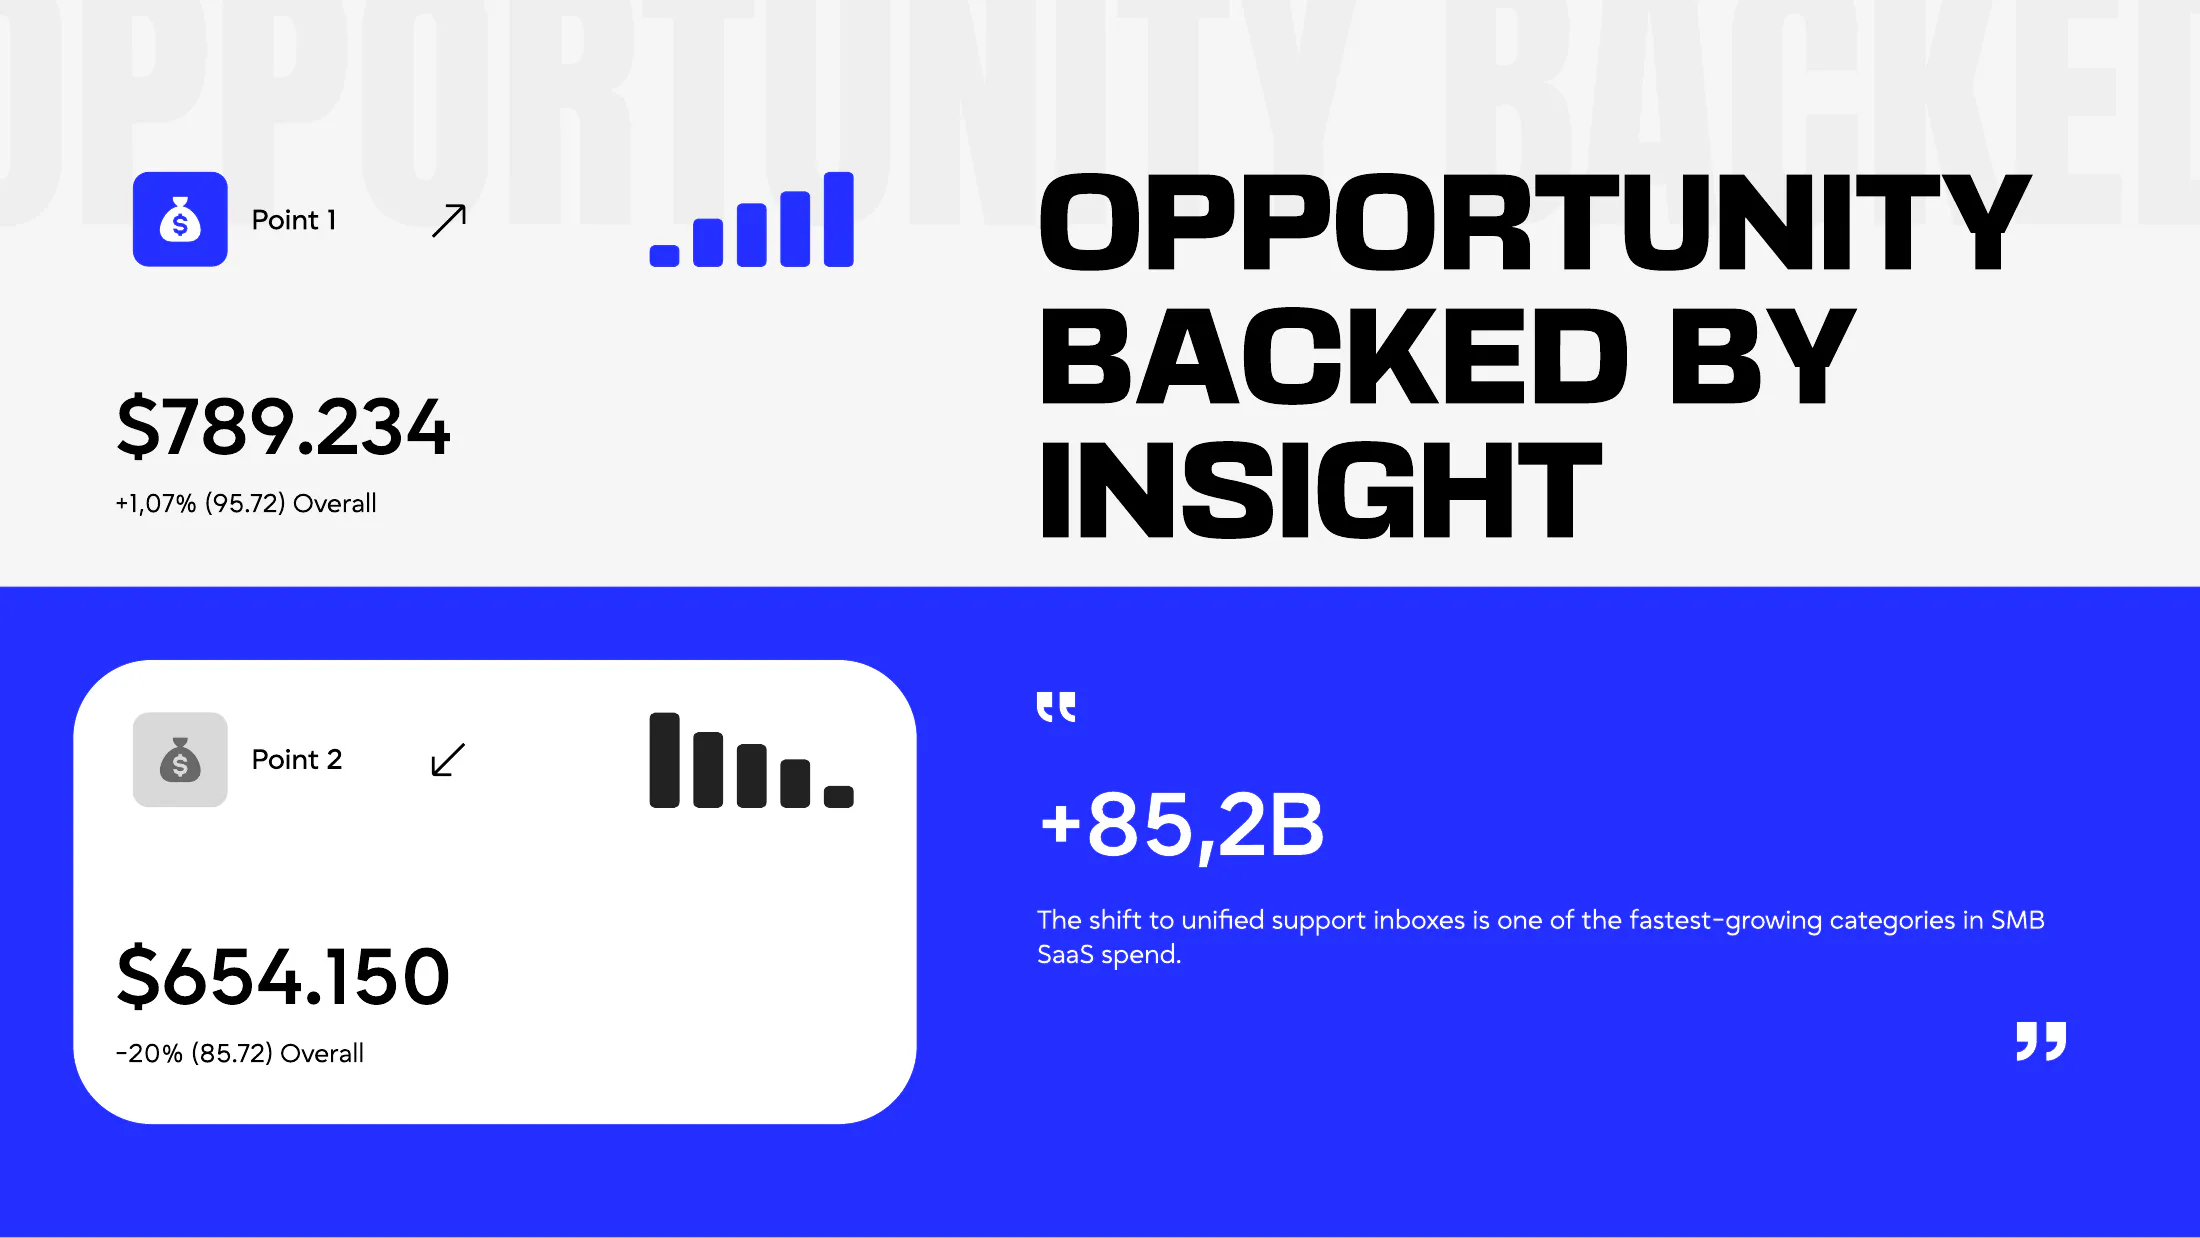 OPPORTUNITY BACKED
Point 1
$789.234
+1,07% (95.72) Overall
OPPORTUNITY
BACKED BY
INSIGHT
Point 2
$654.150
-20% (85.72) Overall
“
+85,2B
The shift to unified support inboxes is one of the fastest-growing categories in SMB
SaaS spend.
”